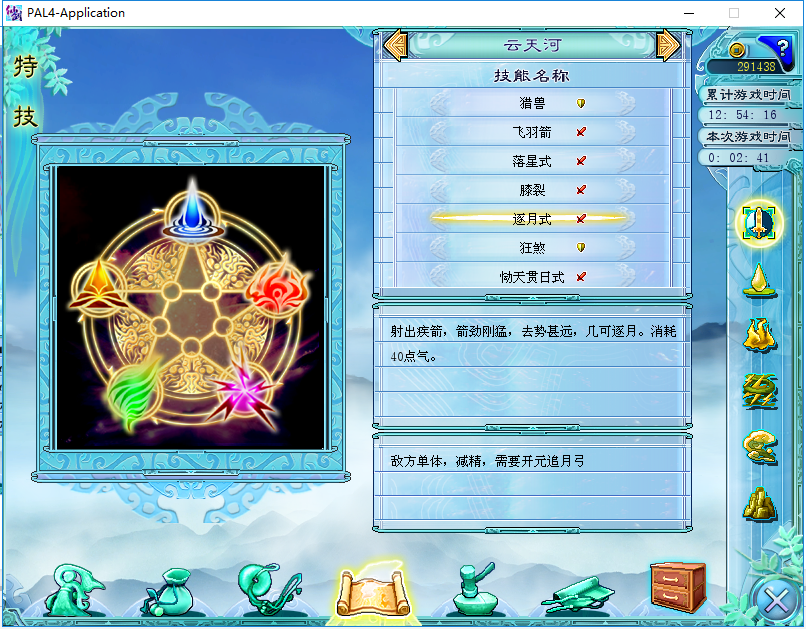 PAL4-Application
特
技
云天河
技能名称
猎兽
飞羽箭
落星式
膝裂
逐月式
狂煞
恸天贯日式
射出疾箭，箭劲刚猛，去势甚远，几可逐月。消耗
40点气。
敌方单体，减精，需要开元追月弓
?
291438
累计游戏时间
12: 54: 16
本次游戏时间
0: 02: 41